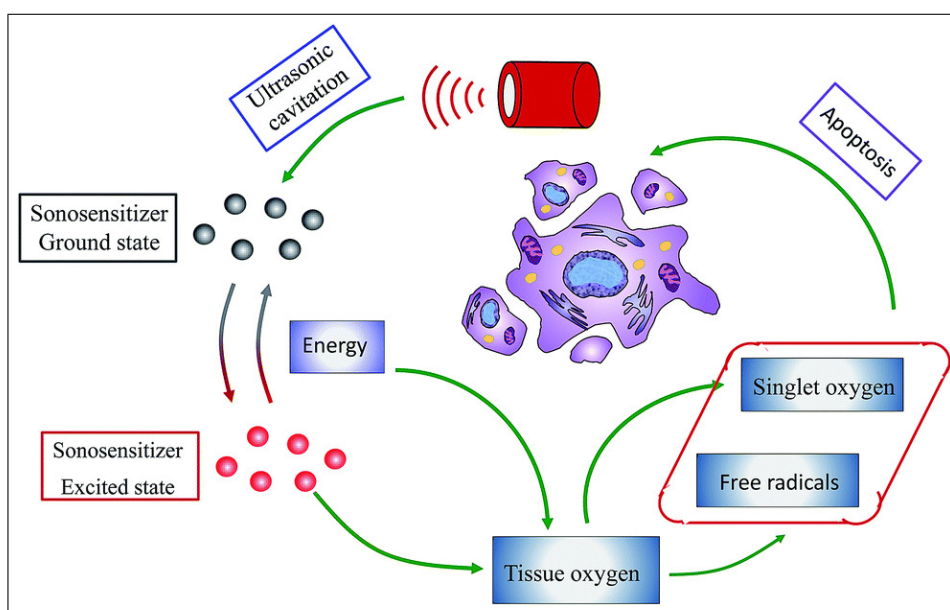 Ultrasonic
cavitation
Apoptosis
Sonosensitizer
Ground state
Energy
Singlet oxygen
Sonosensitizer
Excited state
Free radicals
Tissue oxygen